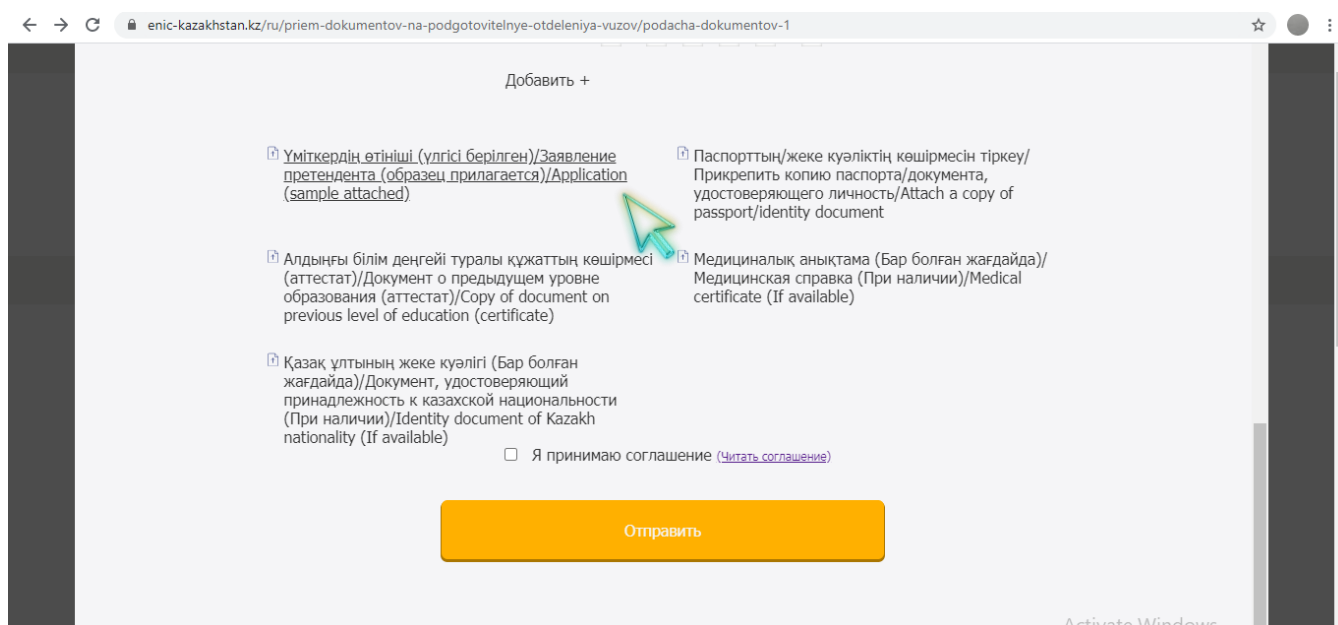 enic-kazakhstan.kz/ru/priem-dokumentov-na-podgotovitelnye-otdeleniya-vuzov/podacha-dokumentov-1
Добавить +
Үміткердің өтініші (үлгісі берілген)/Заявление
претендента (образец прилагается)/Application
(sample attached)
Паспорттың/жеке куәліктің көшірмесін тіркеу/
Прикрепить копию паспорта/документа,
удостоверяющего личность/Attach a copy of
passport/identity document
Алдыңғы білім деңгейі туралы құжаттың көшірмесі
(аттестат)/Документ о предыдущем уровне
образования (аттестат)/Copy of document on
previous level of education (certificate)
Медициналық анықтама (Бар болған жағдайда)/
Медицинская справка (При наличии)/Medical
certificate (If available)
Қазақ ұлтының жеке куәлігі (Бар болған
жағдайда)/Документ, удостоверяющий
принадлежность к казахской национальности
(При наличии)/Identity document of Kazakh
nationality (If available)
Я принимаю соглашение (Читать соглашение)
Отправить
Activate Windows